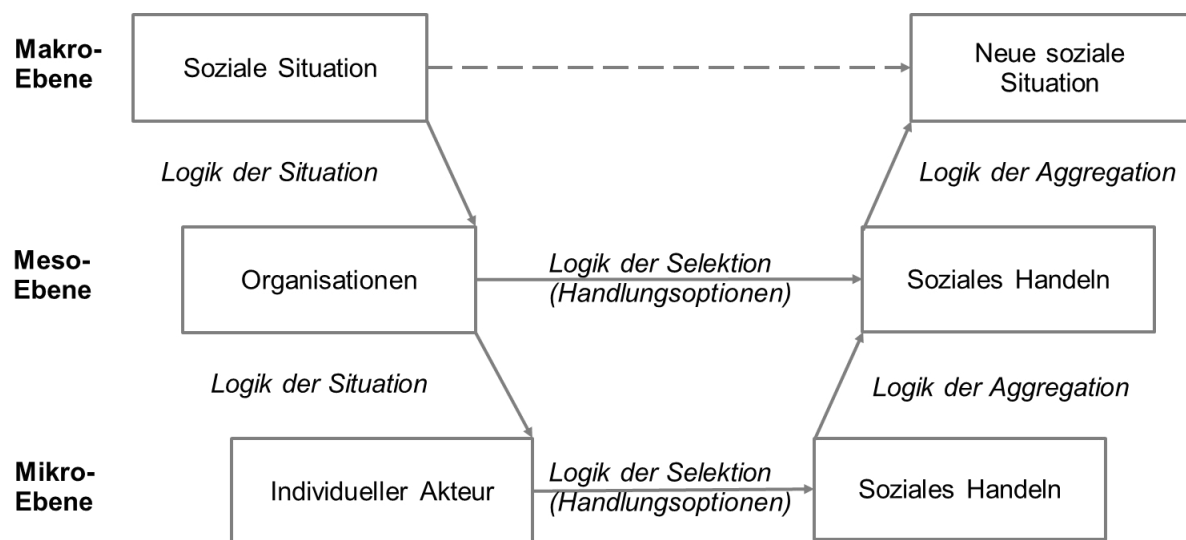 Makro-
Ebene
Soziale Situation
Neue soziale
Situation
Logik der Situation
Logik der Aggregation
Meso-
Ebene
Organisationen
Logik der Selektion
(Handlungsoptionen)
Soziales Handeln
Logik der Situation
Logik der Aggregation
Mikro-
Ebene
Individueller Akteur
Logik der Selektion
(Handlungsoptionen)
Soziales Handeln